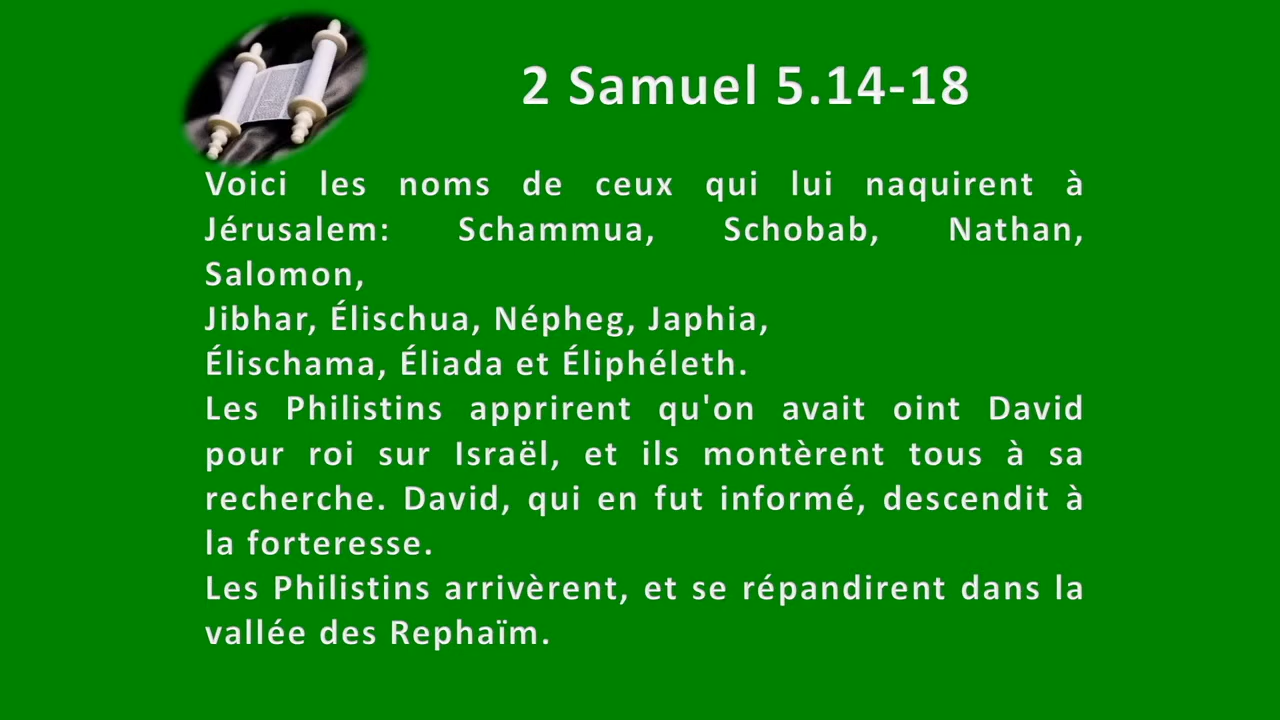 2 Samuel 5.14-18
Voici les noms de ceux qui lui naquirent à
Jérusalem: Schammua, Schobab, Nathan,
Salomon,
Jibhar, Élischua, Népheg, Japhia,
Élischama, Éliada et Éliphéleth.
Les Philistins apprirent qu'on avait oint David
pour roi sur Israël, et ils montèrent tous à sa
recherche. David, qui en fut informé, descendit à
la forteresse.
Les Philistins arrivèrent, et se répandirent dans la
vallée des Rephaïm.